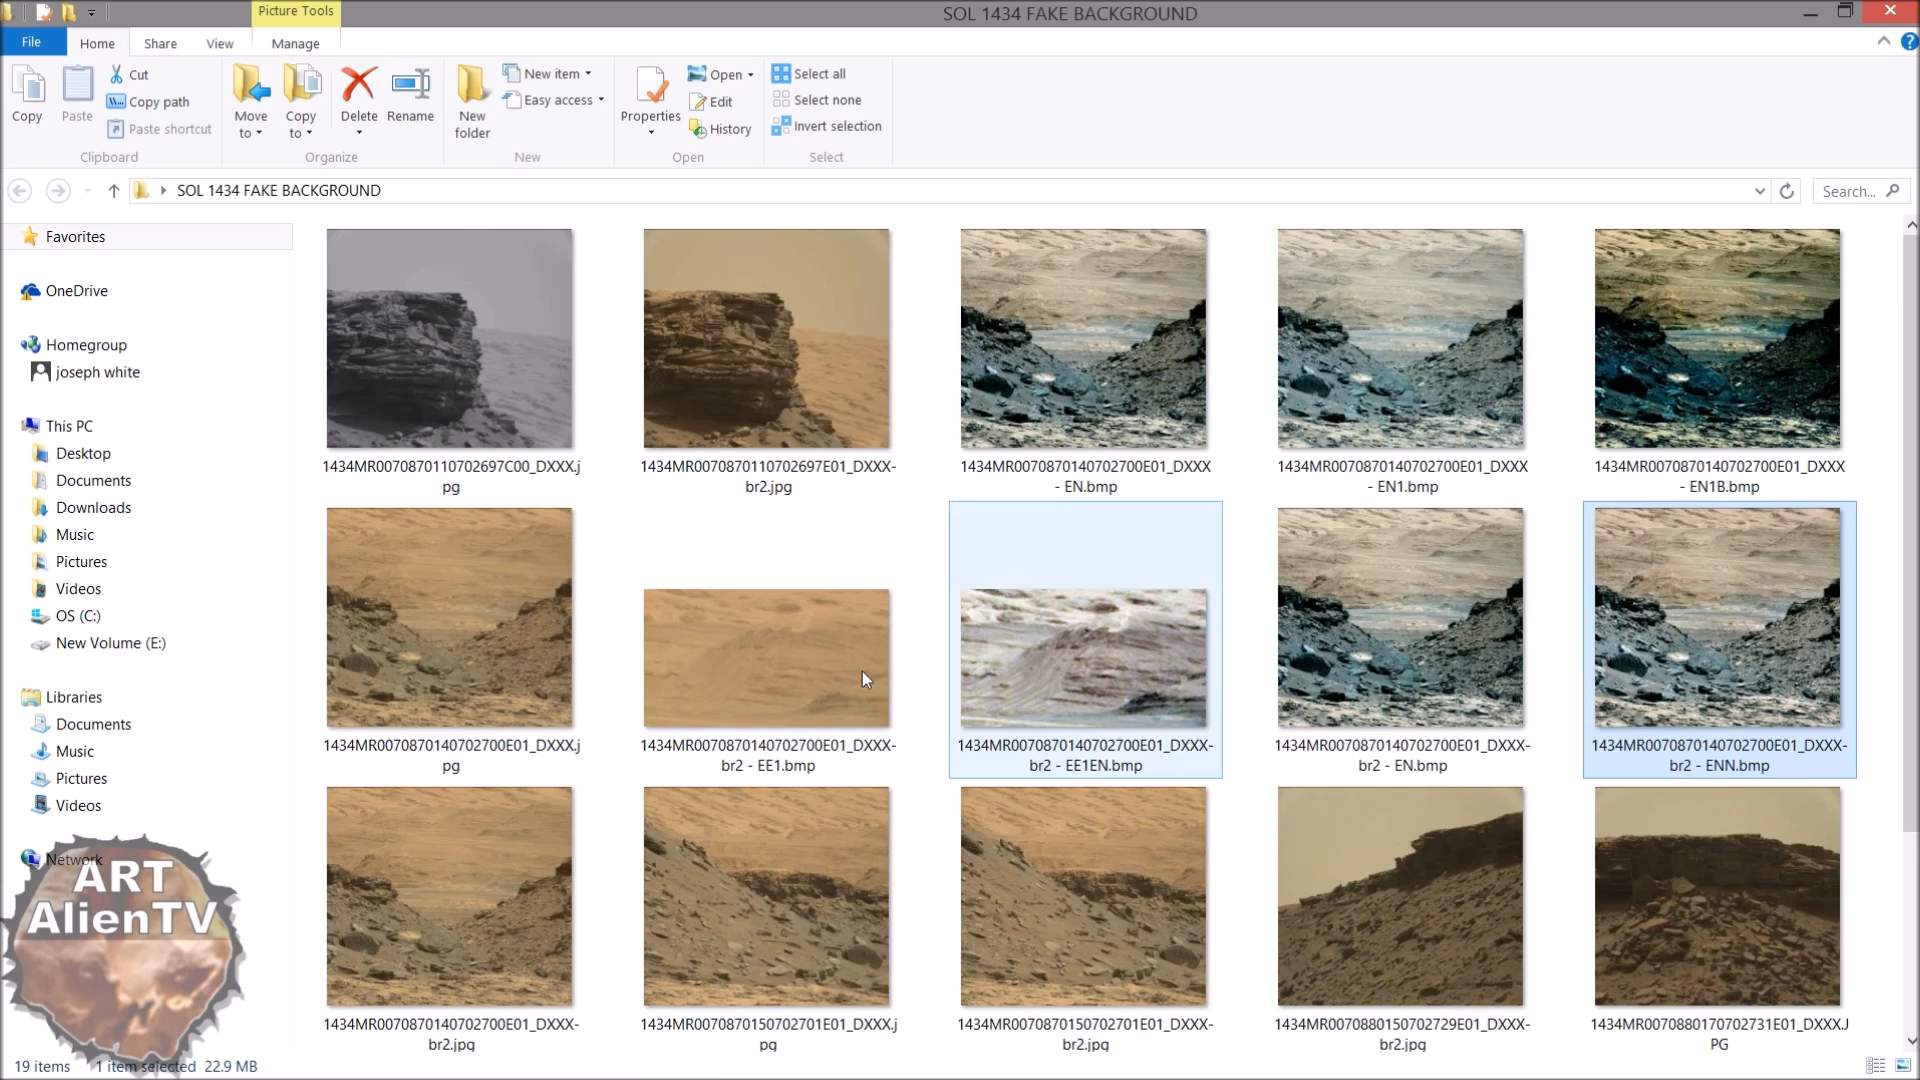 Picture Tools
SOL 1434 FAKE BACKGROUND
File
Home
Share
View
Manage
Copy
Paste
Cut
Copy path
Paste shortcut
Clipboard
Move to
Copy to
Delete
Rename
Organize
New folder
New item
Easy access
New
Properties
Open
Edit
History
Open
Select all
Select none
Invert selection
Select
SOL 1434 FAKE BACKGROUND
Search...
Favorites
OneDrive
Homegroup
joseph white
This PC
Desktop
Documents
Downloads
Music
Pictures
Videos
OS (C:)
New Volume (E:)
Libraries
Documents
Music
Pictures
Videos
Network
1434MR0070870110702697C00_DXXX.j
pg
1434MR0070870110702697E01_DXXX-
br2.jpg
1434MR0070870140702700E01_DXXX
- EN.bmp
1434MR0070870140702700E01_DXXX
- EN1.bmp
1434MR0070870140702700E01_DXXX
- EN1B.bmp
1434MR0070870140702700E01_DXXX.j
pg
1434MR0070870140702700E01_DXXX-
br2 - EE1.bmp
1434MR0070870140702700E01_DXXX-
br2 - EE1EN.bmp
1434MR0070870140702700E01_DXXX-
br2 - EN.bmp
1434MR0070870140702700E01_DXXX-
br2 - ENN.bmp
1434MR0070870140702700E01_DXXX-
br2.jpg
1434MR0070870150702701E01_DXXX.j
pg
1434MR0070870150702701E01_DXXX-
br2.jpg
1434MR0070880150702729E01_DXXX-
br2.jpg
1434MR0070880170702731E01_DXXX.J
PG
ART
AlienTV
19 items
1 item selected 22.9 MB